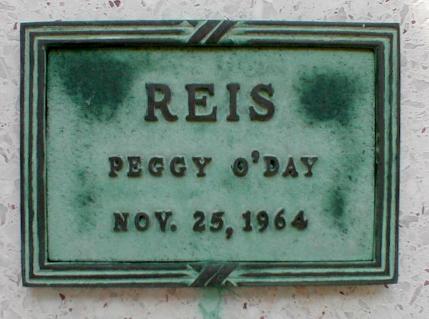 REIS
PEGGY O'DAY
NOV. 25, 1964